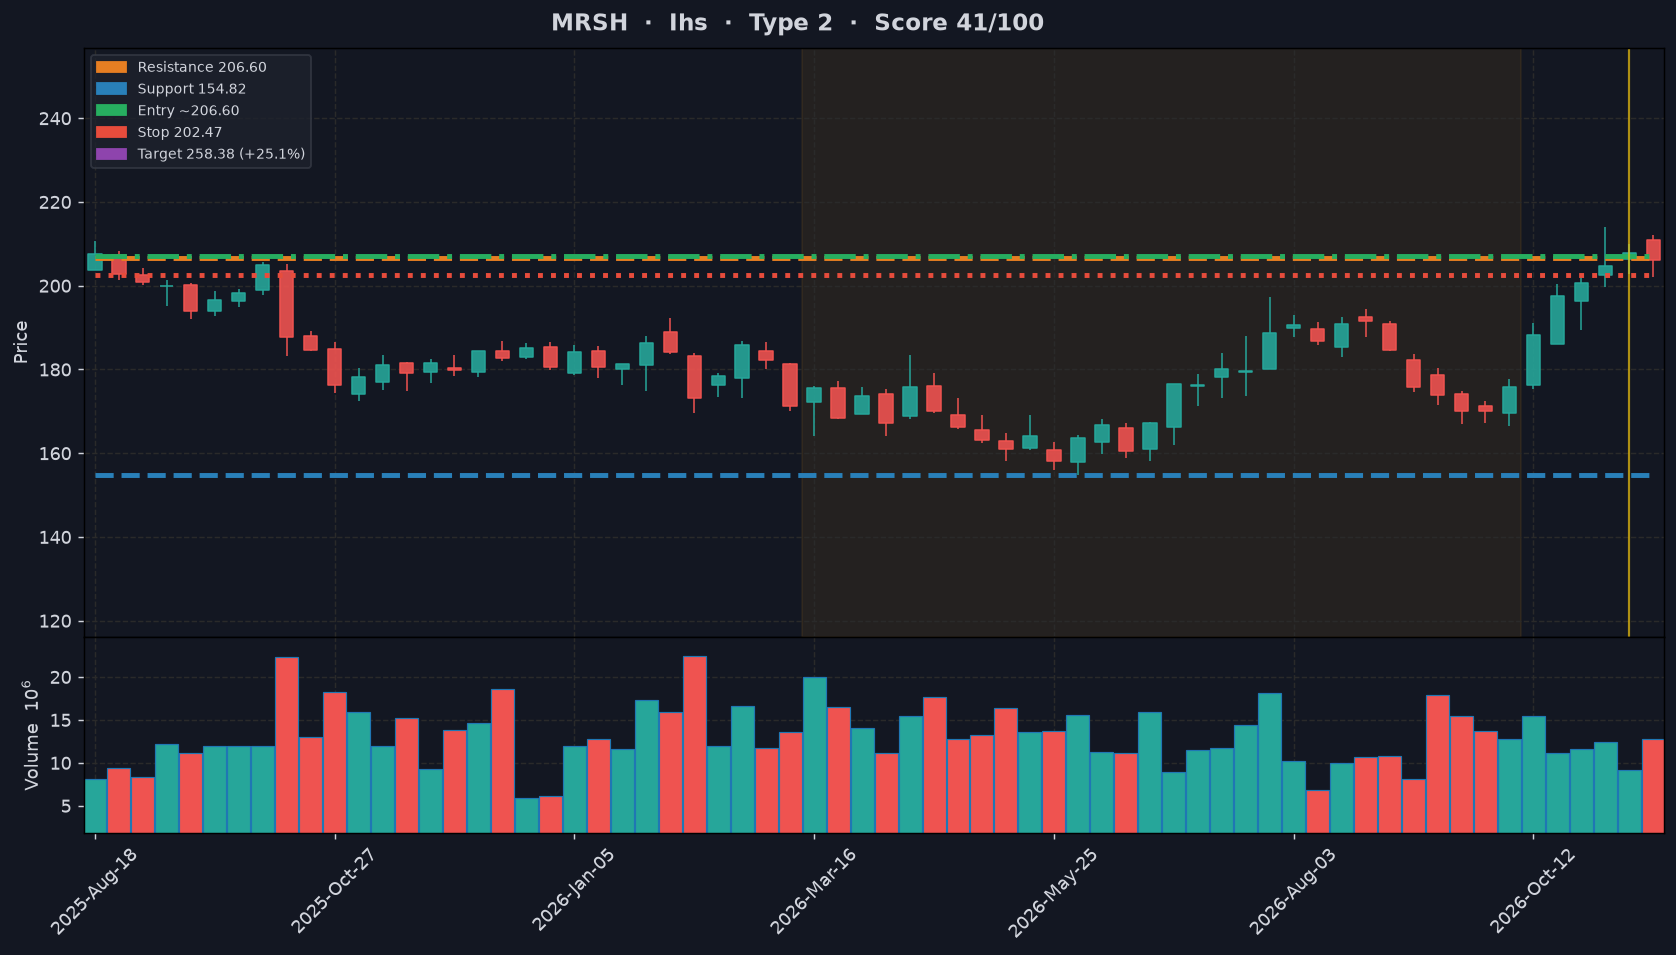 MRSH · Ihs · Type 2 · Score 41/100
Resistance 206.60
Support 154.82
Entry ~206.60
Stop 202.47
Target 258.38 (+25.1%)
Price
240
220
200
180
160
140
120
Volume 10⁶
20
15
10
5
2025-Aug-18
2025-Oct-27
2026-Jan-05
2026-Mar-16
2026-May-25
2026-Aug-03
2026-Oct-12